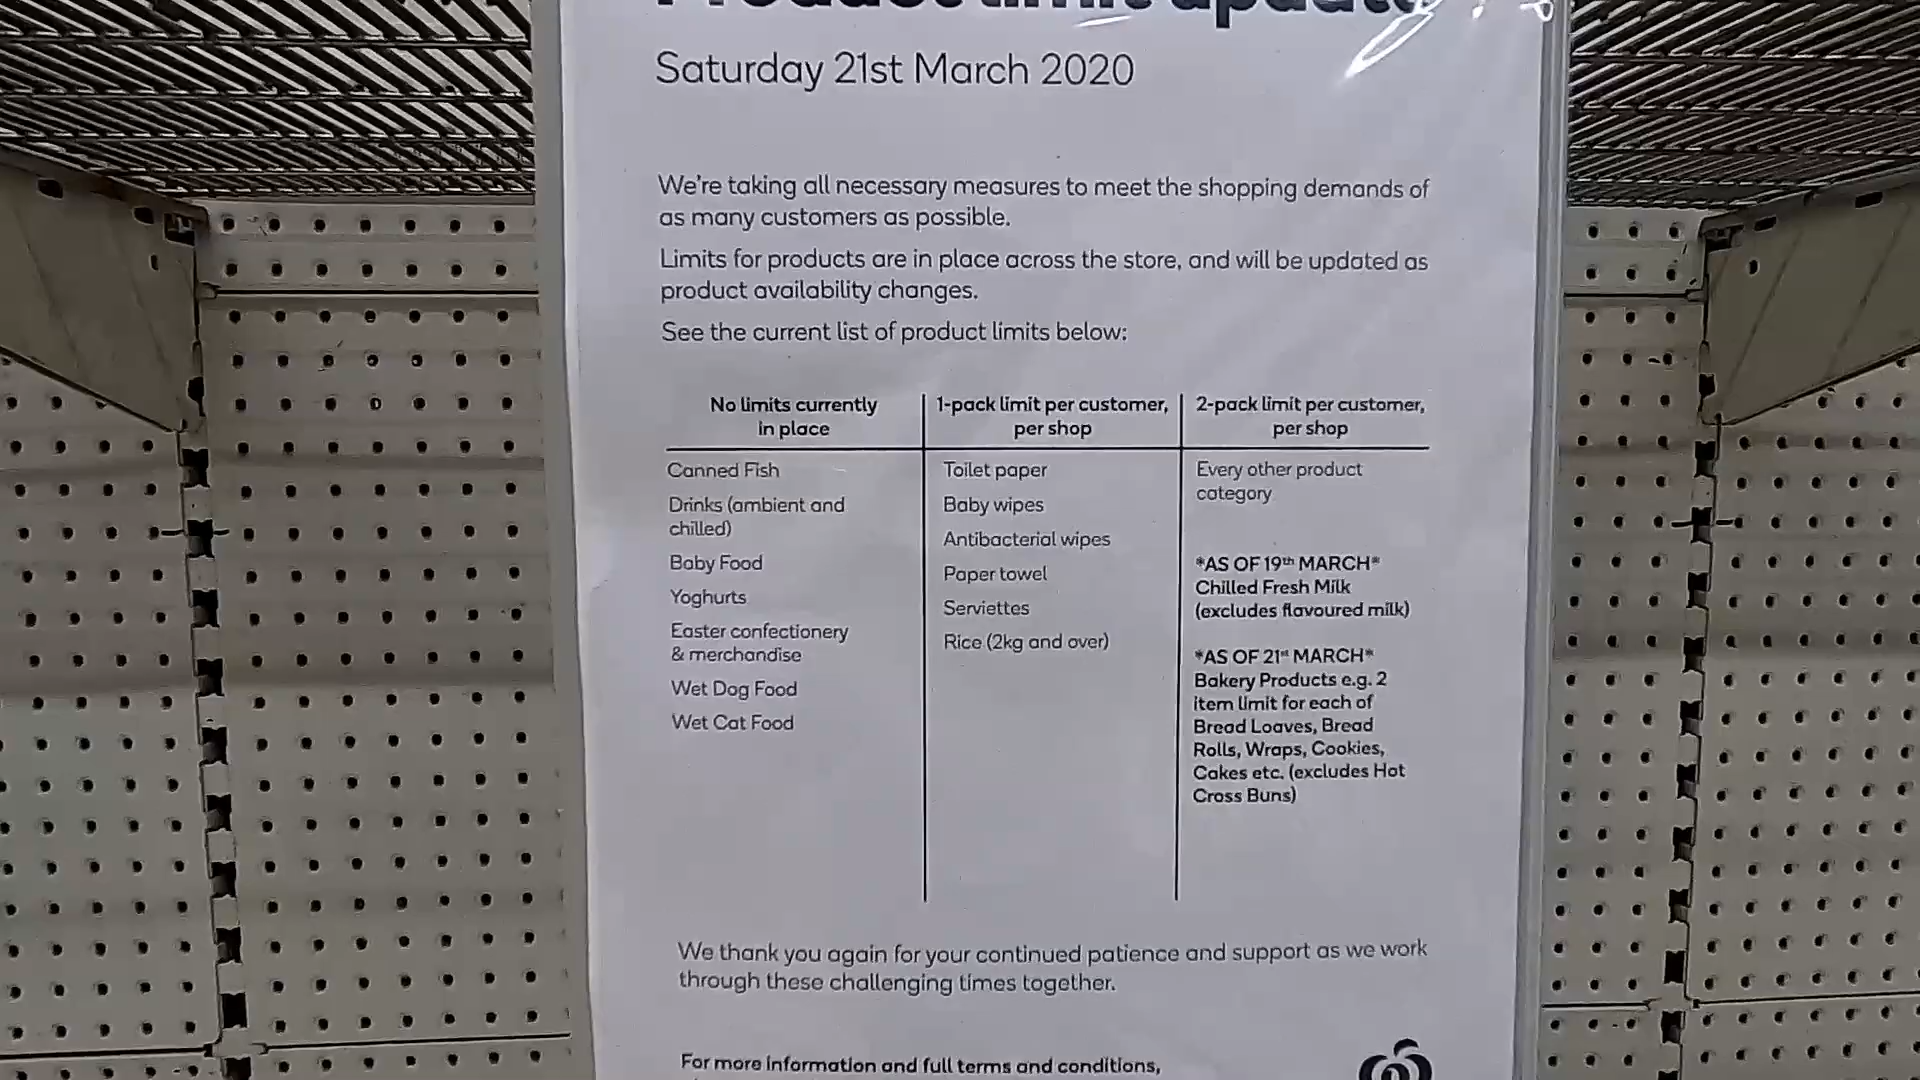 Product limit update
Saturday 21st March 2020
We're taking all necessary measures to meet the shopping demands of
as many customers as possible.
Limits for products are in place across the store, and will be updated as
product availability changes.
See the current list of product limits below:
No limits currently
in place
Canned Fish
Drinks (ambient and
chilled)
Baby Food
Yoghurts
Easter confectionery
& merchandise
Wet Dog Food
Wet Cat Food
1-pack limit per customer,
per shop
Toilet paper
Baby wipes
Antibacterial wipes
Paper towel
Serviettes
Rice (2kg and over)
2-pack limit per customer,
per shop
Every other product
category
*AS OF 19th MARCH*
Chilled Fresh Milk
(excludes flavoured milk)
*AS OF 21st MARCH*
Bakery Products e.g. 2
item limit for each of
Bread Loaves, Bread
Rolls, Wraps, Cookies,
Cakes etc. (excludes Hot
Cross Buns)
We thank you again for your continued patience and support as we work
through these challenging times together.
For more information and full terms and conditions,